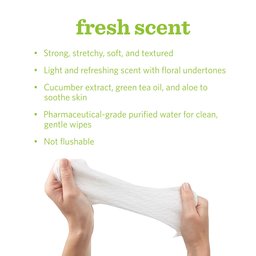 fresh scent
• Strong, stretchy, soft, and textured
• Light and refreshing scent with floral undertones
• Cucumber extract, green tea oil, and aloe to
soothe skin
• Pharmaceutical-grade purified water for clean,
gentle wipes
• Not flushable